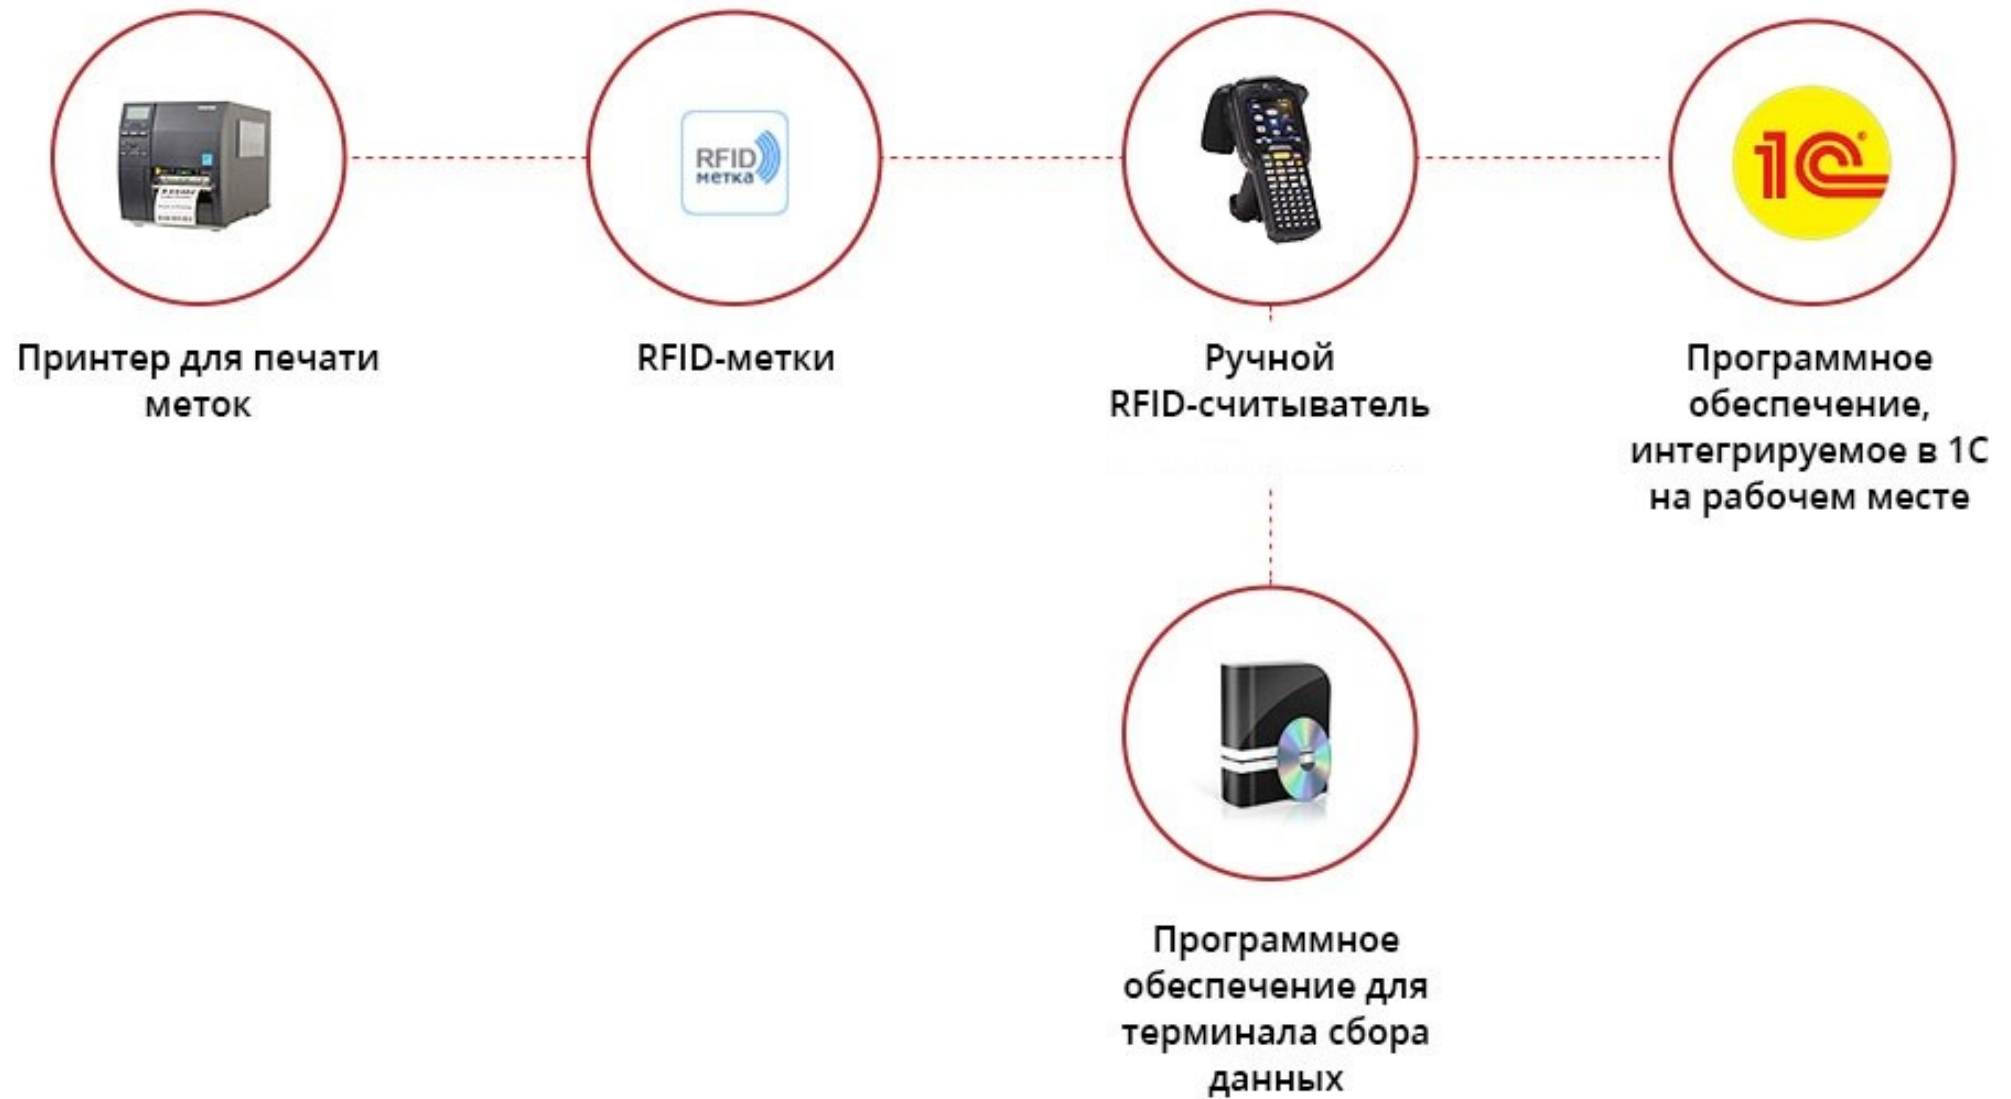 RFID
метка
1С
Принтер для печати
меток
RFID-метки
Ручной
RFID-считыватель
Программное
обеспечение,
интегрируемое в 1С
на рабочем месте
Программное
обеспечение для
терминала сбора
данных